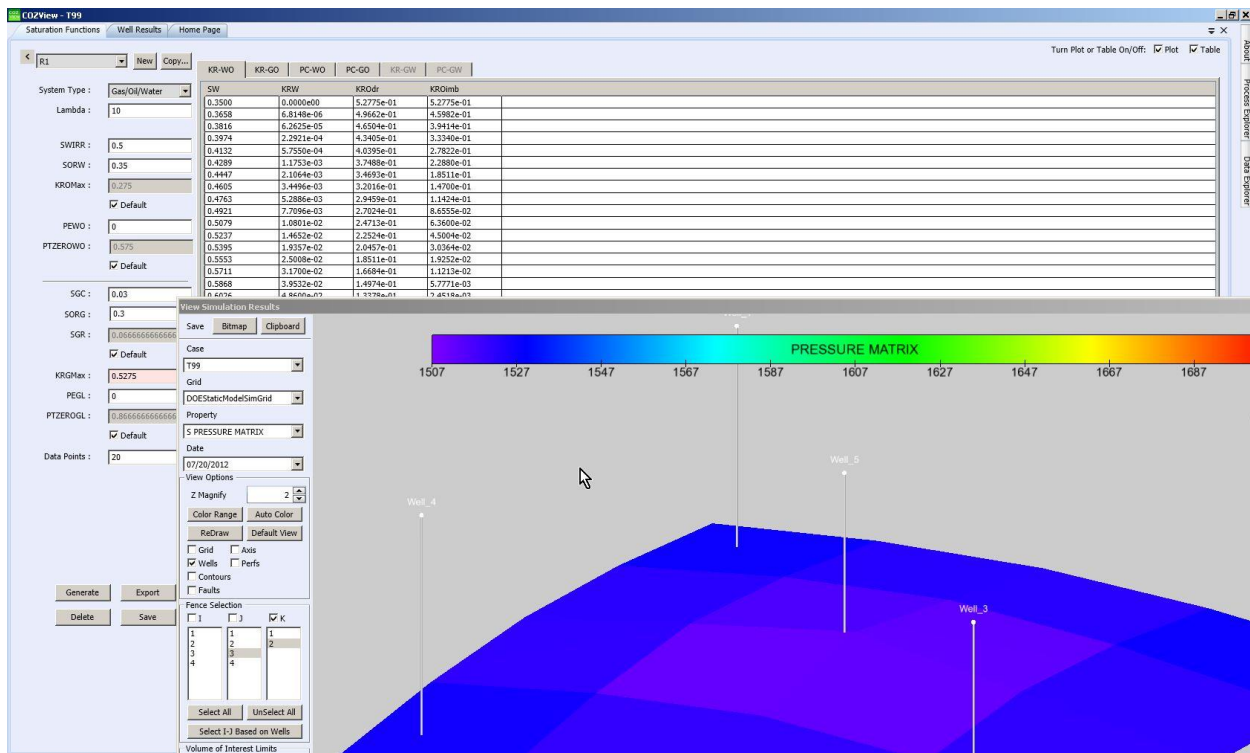 CO2View - T99
Saturation Functions Well Results Home Page
Turn Plot or Table On/Off: Plot Table
About
Process Explorer
Data Explorer
< R1 New Copy...
System Type : Gas/Oil/Water
Lambda : 10
SWIRR : 0.5
SORW : 0.35
KROMax : 0.275
Default
PEWO : 0
PTZEROWO : 0.575
Default
SGC : 0.03
SORG : 0.3
SGR : 0.0666666666666
Default
KRGMax : 0.5275
PEGL : 0
PTZEROGL : 0.8666666666666
Default
Data Points : 20
Generate Export
Delete Save
KR-WO KR-GO PC-WO PC-GO KR-GW PC-GW
SW KRW KROdr KROimb
0.3500 0.0000e00 5.2775e-01 5.2775e-01
0.3658 6.8148e-06 4.9662e-01 4.5982e-01
0.3816 6.2625e-05 4.6504e-01 3.9414e-01
0.3974 2.2921e-04 4.3405e-01 3.3340e-01
0.4132 5.7550e-04 4.0395e-01 2.7822e-01
0.4289 1.1753e-03 3.7488e-01 2.2880e-01
0.4447 2.1064e-03 3.4693e-01 1.8511e-01
0.4605 3.4496e-03 3.2016e-01 1.4700e-01
0.4763 5.2886e-03 2.9459e-01 1.1424e-01
0.4921 7.7096e-03 2.7024e-01 8.6555e-02
0.5079 1.0801e-02 2.4713e-01 6.3600e-02
0.5237 1.4652e-02 2.2524e-01 4.5004e-02
0.5395 1.9357e-02 2.0457e-01 3.0364e-02
0.5553 2.5008e-02 1.8511e-01 1.9252e-02
0.5711 3.1700e-02 1.6684e-01 1.1213e-02
0.5868 3.9532e-02 1.4974e-01 5.7771e-03
0.6026 4.8600e-02 1.3378e-01 2.4518e-03
View Simulation Results
Save Bitmap Clipboard
Case
T99
Grid
DOEStaticModelSimGrid
Property
S PRESSURE MATRIX
Date
07/20/2012
View Options
Z Magnify 2
Color Range Auto Color
ReDraw Default View
Grid Axis
Wells Perfs
Contours
Faults
Fence Selection
I J K
1 1 1
2 2 2
3 3
4 4
Select All UnSelect All
Select I-J Based on Wells
Volume of Interest Limits
PRESSURE MATRIX
1507 1527 1547 1567 1587 1607 1627 1647 1667 1687
Well_5
Well_4
Well_3